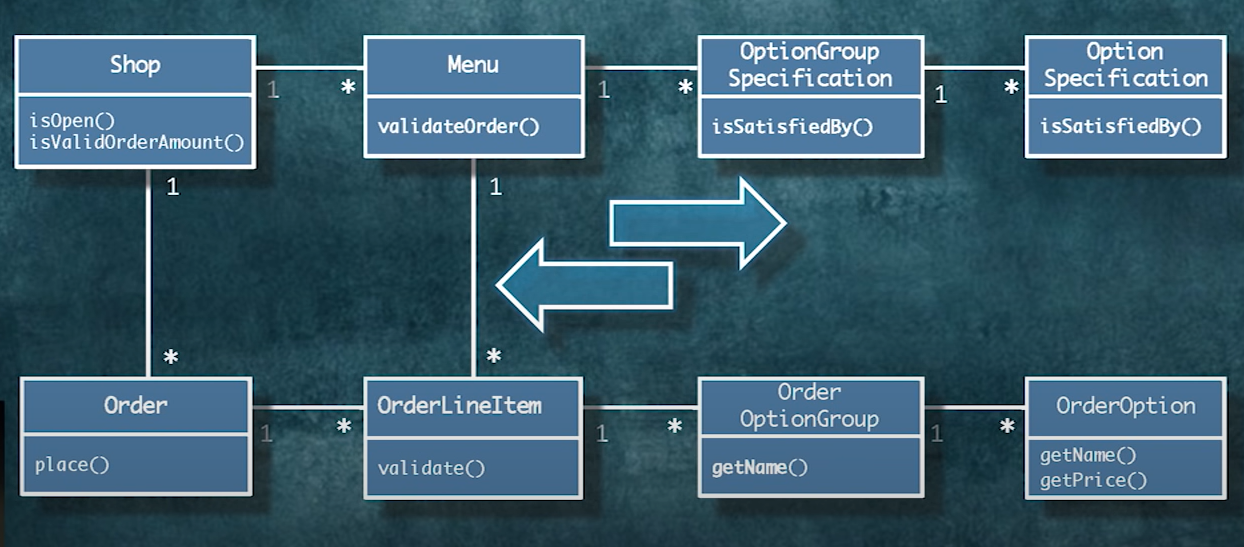 Shop
isOpen()
isValidOrderAmount()
1
*
Menu
validateOrder()
1
*
OptionGroup
Specification
isSatisfiedBy()
1
*
Option
Specification
isSatisfiedBy()
1
*
1
*
Order
place()
1
*
OrderLineItem
validate()
1
*
Order
OptionGroup
getName()
1
*
OrderOption
getName()
getPrice()